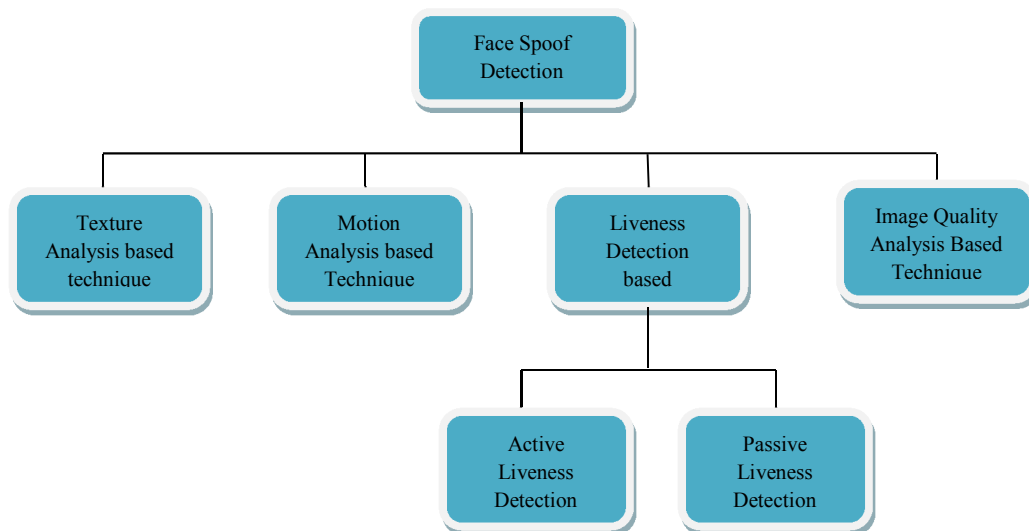 Face Spoof
Detection
Texture
Analysis based
technique
Motion
Analysis based
Technique
Liveness
Detection
based
Image Quality
Analysis Based
Technique
Active
Liveness
Detection
Passive
Liveness
Detection